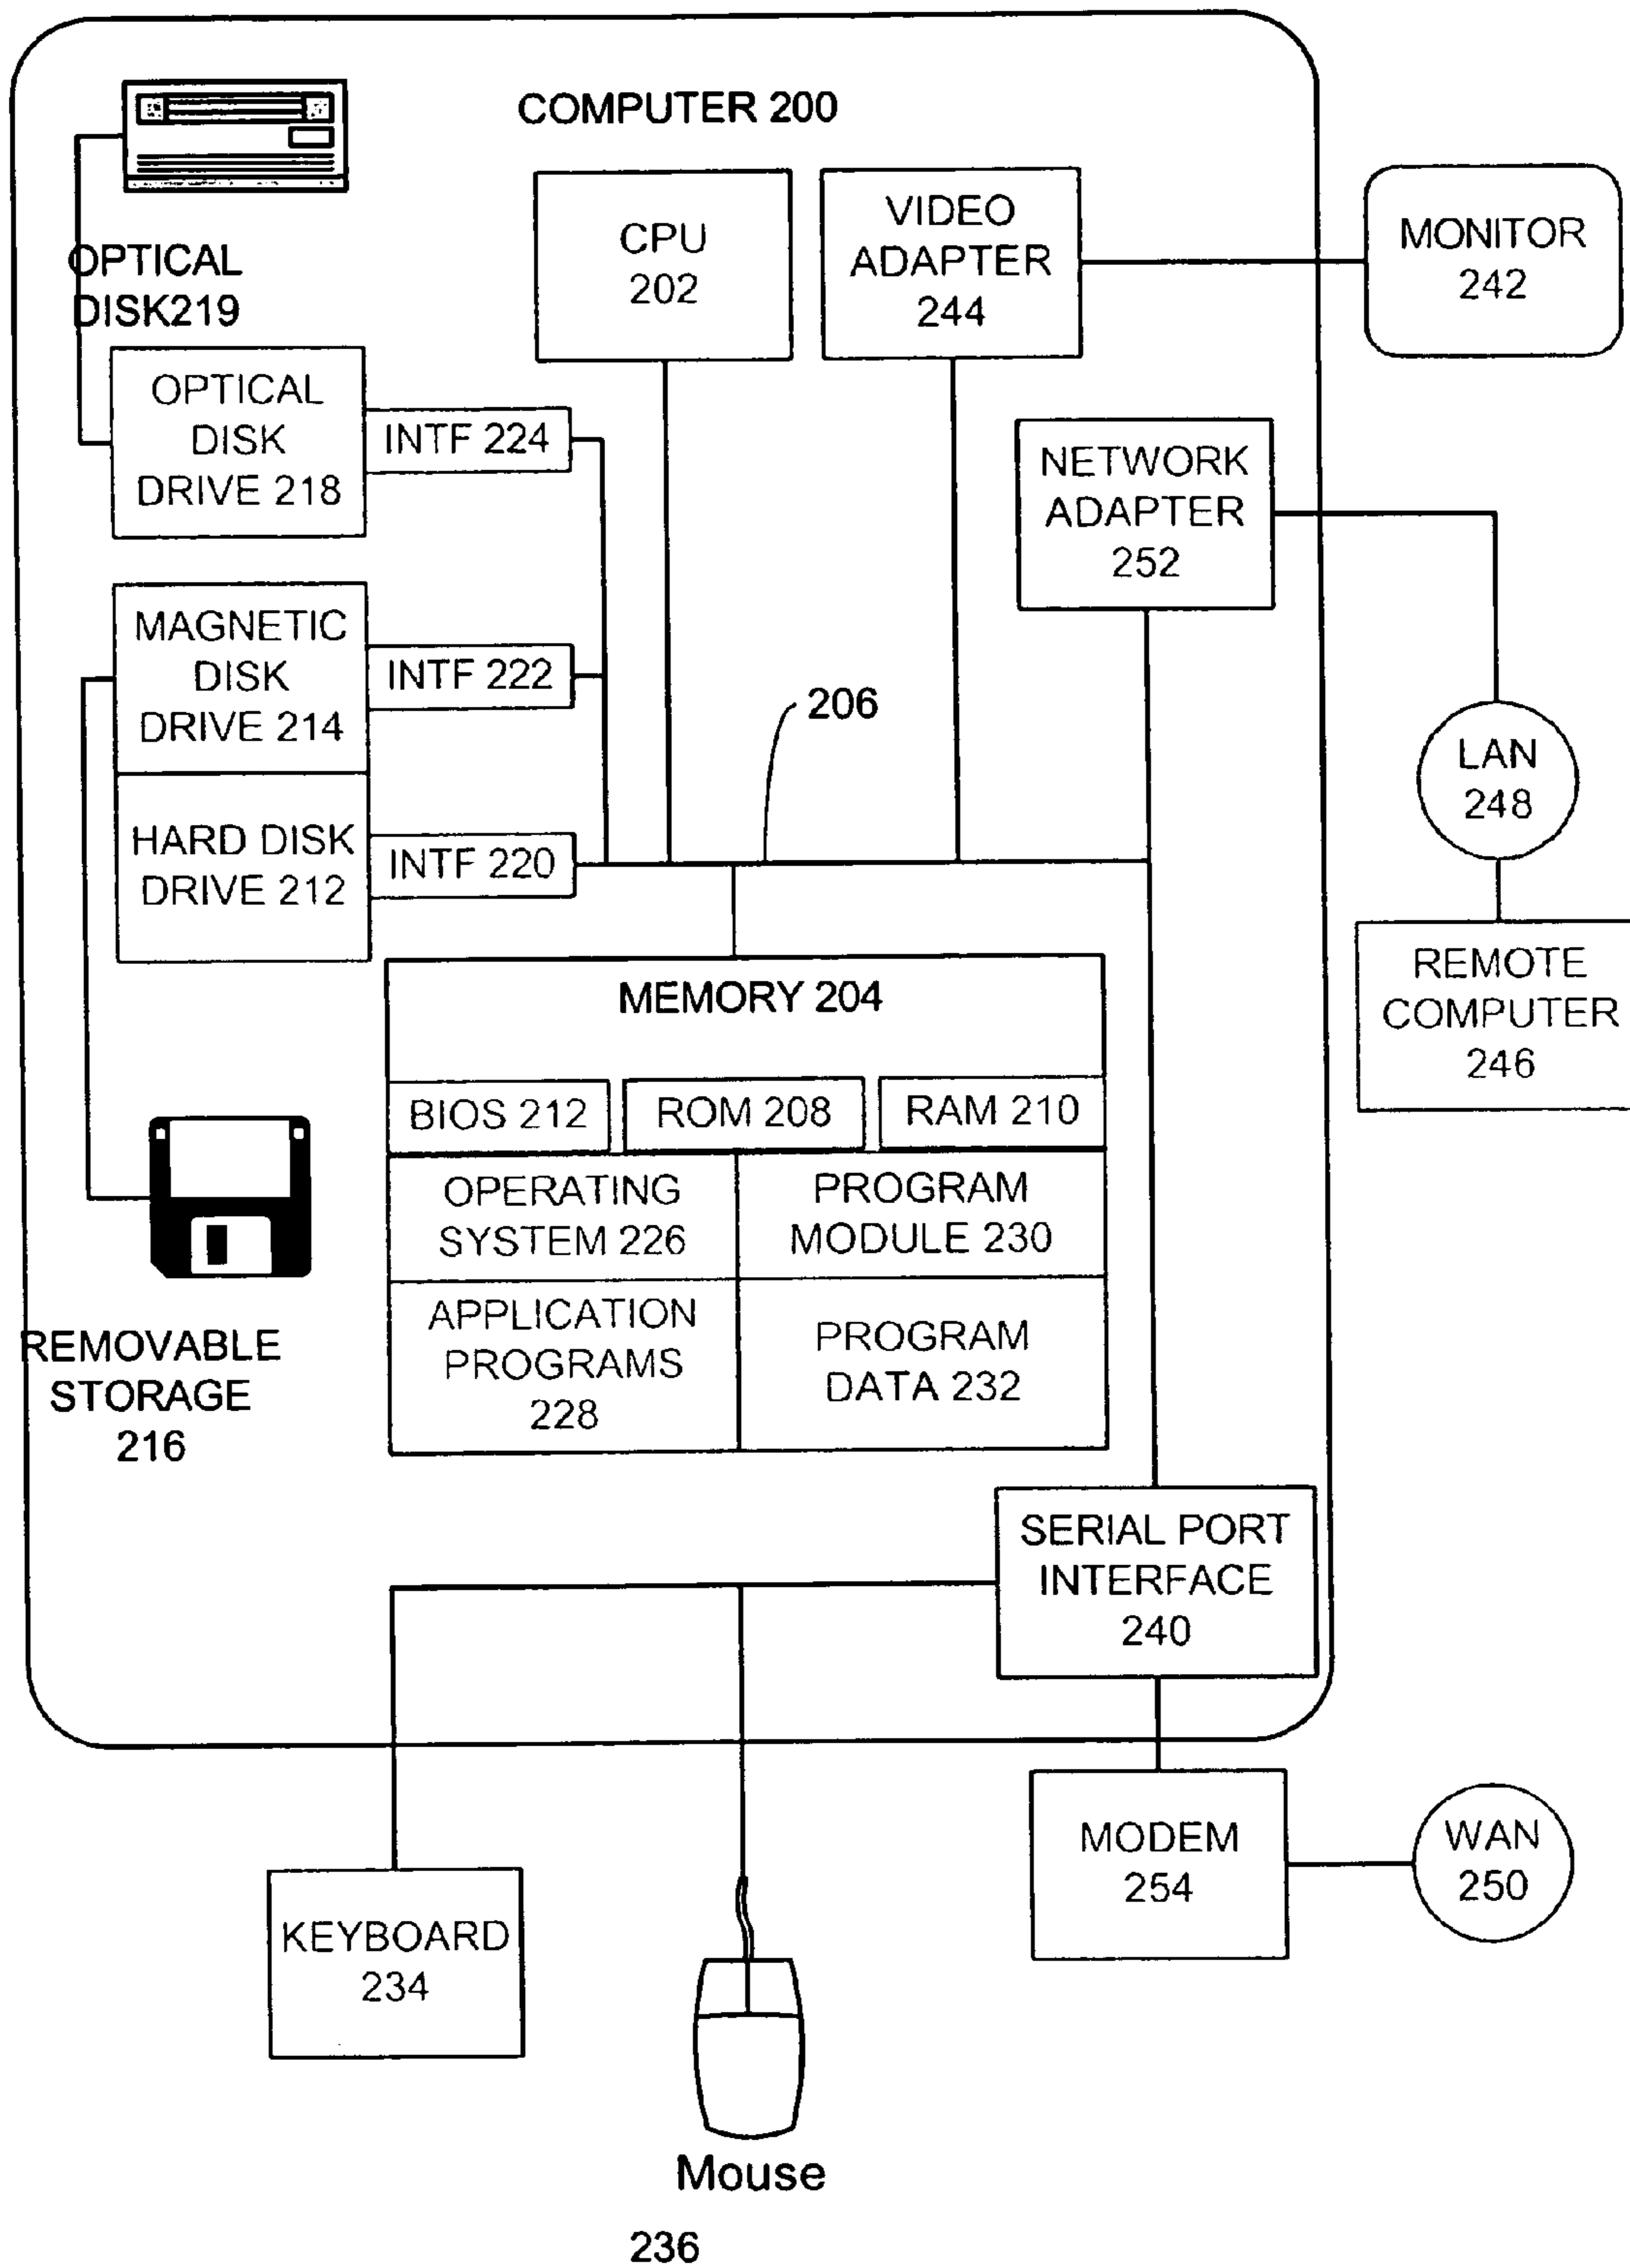 COMPUTER 200
OPTICAL
DISK219
CPU
202
VIDEO
ADAPTER
244
MONITOR
242
OPTICAL
DISK
DRIVE 218
INTF 224
NETWORK
ADAPTER
252
MAGNETIC
DISK
DRIVE 214
INTF 222
206
LAN
248
HARD DISK
DRIVE 212
INTF 220
REMOTE
COMPUTER
246
MEMORY 204
BIOS 212
ROM 208
RAM 210
OPERATING
SYSTEM 226
PROGRAM
MODULE 230
APPLICATION
PROGRAMS
228
PROGRAM
DATA 232
REMOVABLE
STORAGE
216
SERIAL PORT
INTERFACE
240
MODEM
254
WAN
250
KEYBOARD
234
Mouse
236